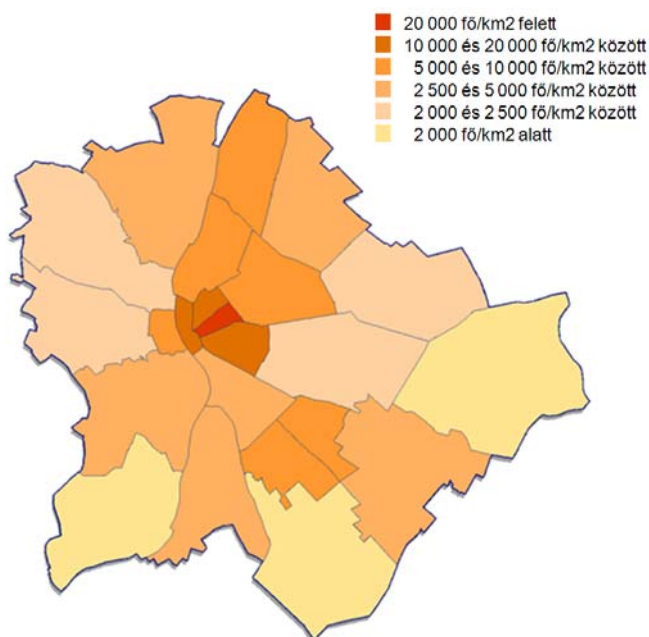 20 000 fő/km2 felett
10 000 és 20 000 fő/km2 között
5 000 és 10 000 fő/km2 között
2 500 és 5 000 fő/km2 között
2 000 és 2 500 fő/km2 között
2 000 fő/km2 alatt